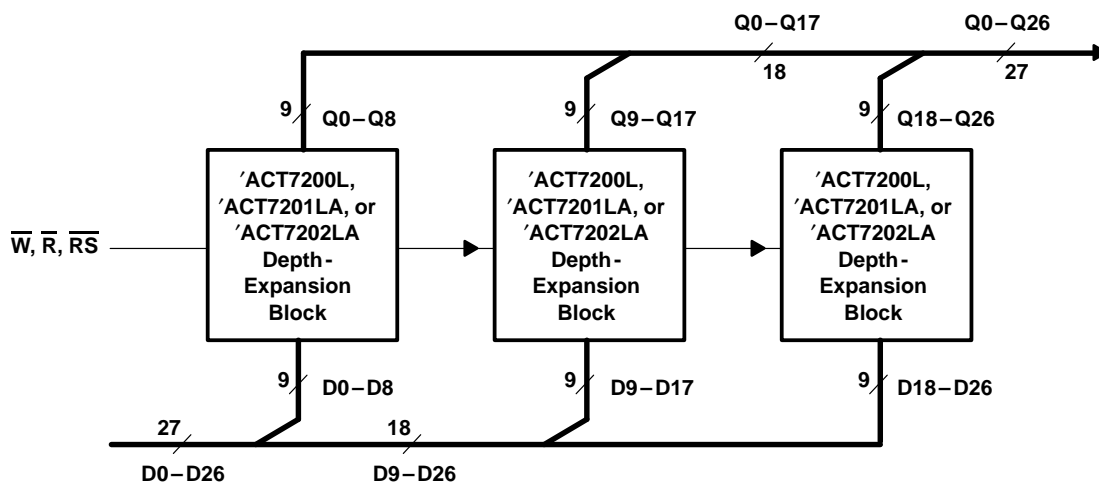 Q0–Q17
Q0–Q26
18
27
9
Q0–Q8
9
Q9–Q17
9
Q18–Q26
′ACT7200L,
′ACT7201LA, or
′ACT7202LA
Depth-
Expansion
Block
′ACT7200L,
′ACT7201LA, or
′ACT7202LA
Depth-
Expansion
Block
′ACT7200L,
′ACT7201LA, or
′ACT7202LA
Depth-
Expansion
Block
W̅, R̅, R̅S̅
9
D0–D8
9
D9–D17
9
D18–D26
27
18
D0–D26
D9–D26